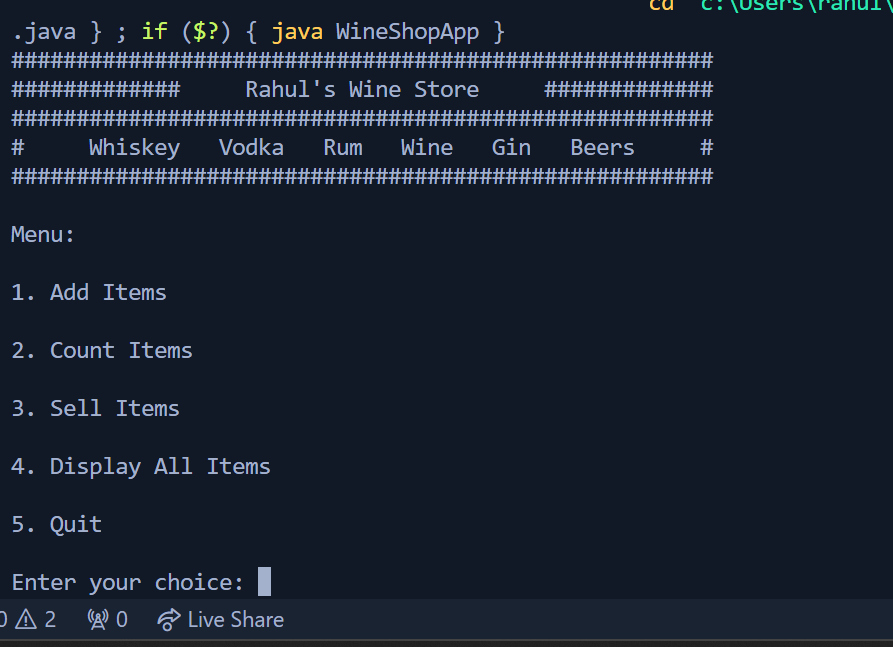 cd c:\Users\rahul\
.java } ; if ($?) { java WineShopApp }
######################################################
############# Rahul's Wine Store #############
######################################################
# Whiskey Vodka Rum Wine Gin Beers #
######################################################
Menu:
1. Add Items
2. Count Items
3. Sell Items
4. Display All Items
5. Quit
Enter your choice:
0 2 0 Live Share